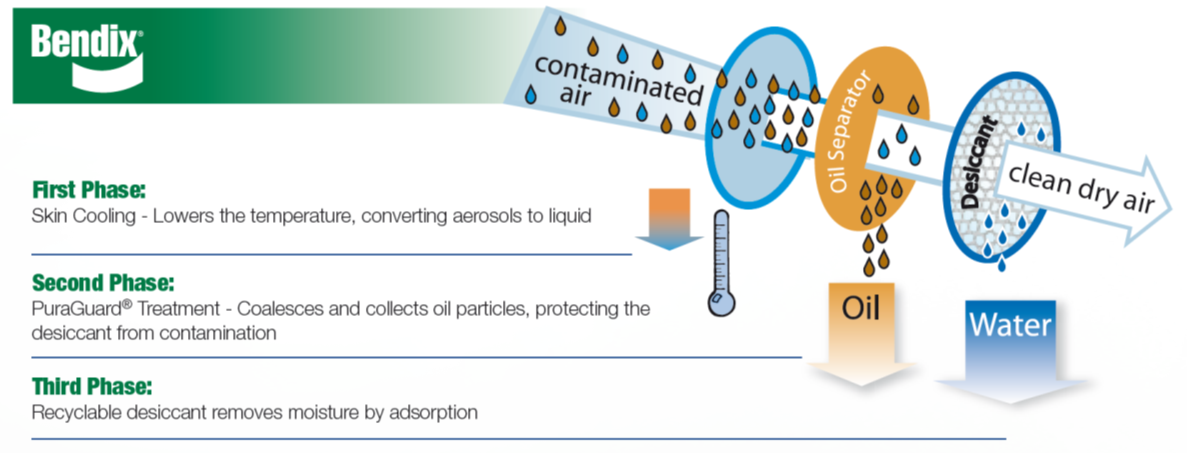 Bendix®
contaminated
air
Oil Separator
Desiccant
clean dry air
First Phase:
Skin Cooling - Lowers the temperature, converting aerosols to liquid
Second Phase:
PuraGuard® Treatment - Coalesces and collects oil particles, protecting the
desiccant from contamination
Oil
Water
Third Phase:
Recyclable desiccant removes moisture by adsorption